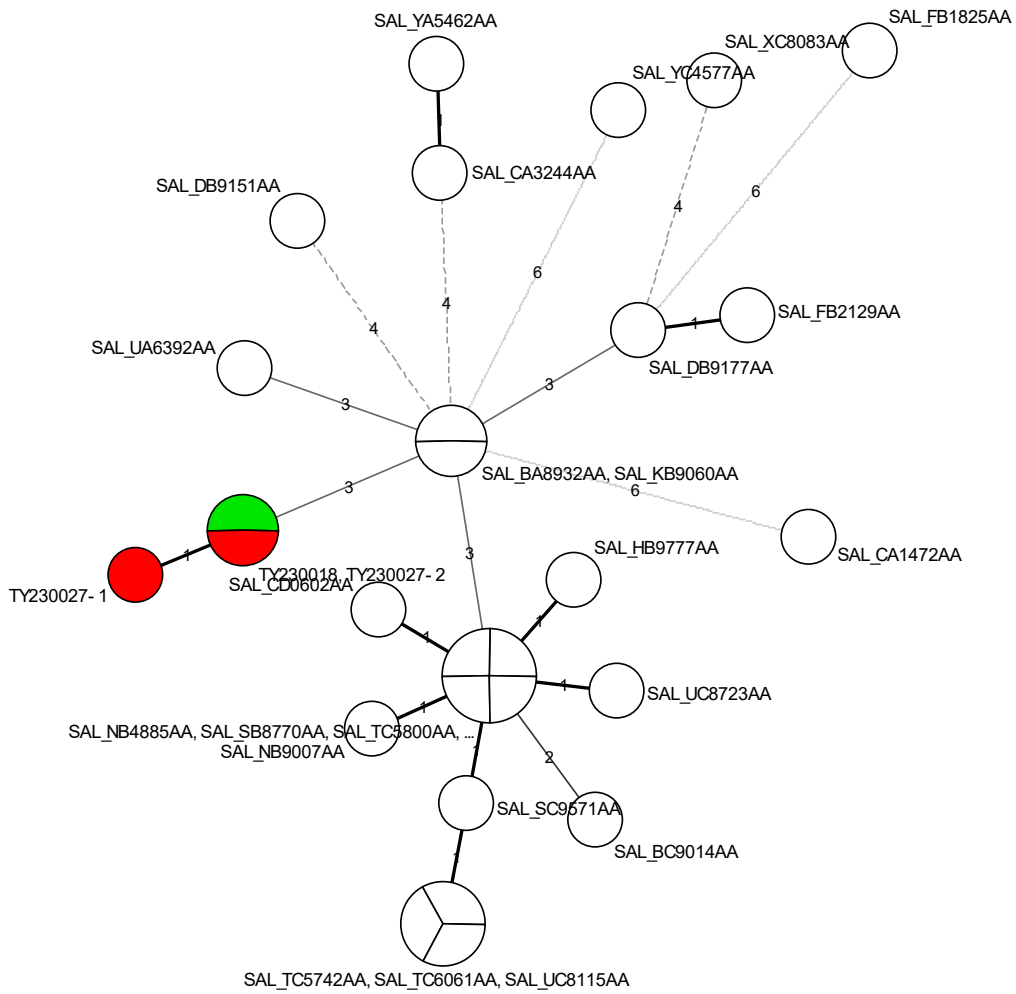 SAL_FB1825AA
SAL_YA5462AA
SAL_XC8083AA
SAL_YC4577AA
1
SAL_CA3244AA
SAL_DB9151AA
6
4
6
4
SAL_FB2129AA
4
1
SAL_UA6392AA
SAL_DB9177AA
3
3
SAL_BA8932AA, SAL_KB9060AA
3
6
SAL_HB9777AA
3
SAL_CA1472AA
1
TY230018, TY230027-2
SAL_CD0602AA
TY230027-1
1
1
1
SAL_UC8723AA
1
SAL_NB4885AA, SAL_SB8770AA, SAL_TC5800AA, ...
SAL_NB9007AA
1
2
SAL_SC9571AA
SAL_BC9014AA
1
SAL_TC5742AA, SAL_TC6061AA, SAL_UC8115AA